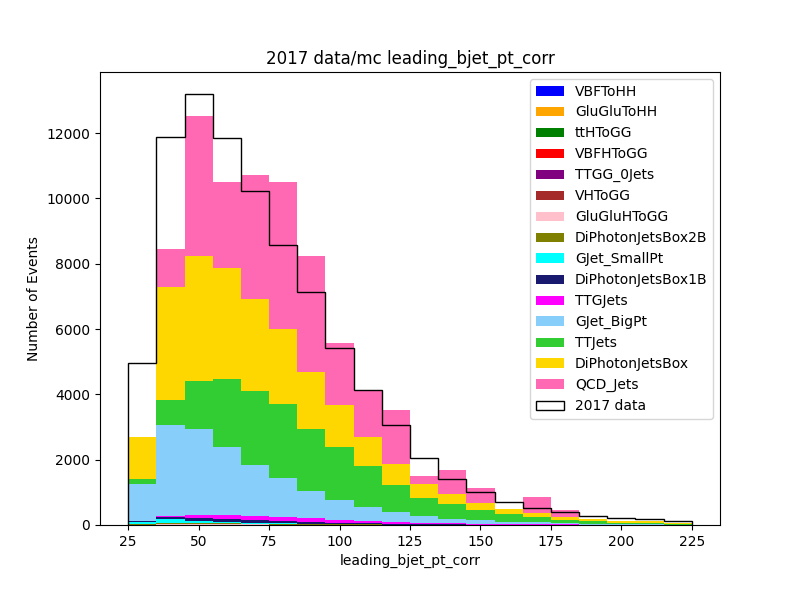 2017 data/mc leading_bjet_pt_corr
Number of Events
12000
10000
8000
6000
4000
2000
0
25
50
75
100
125
150
175
200
225
leading_bjet_pt_corr
VBFToHH
GluGluToHH
ttHToGG
VBFHToGG
TTGG_0Jets
VHToGG
GluGluHToGG
DiPhotonJetsBox2B
GJet_SmallPt
DiPhotonJetsBox1B
TTGJets
GJet_BigPt
TTJets
DiPhotonJetsBox
QCD_Jets
2017 data